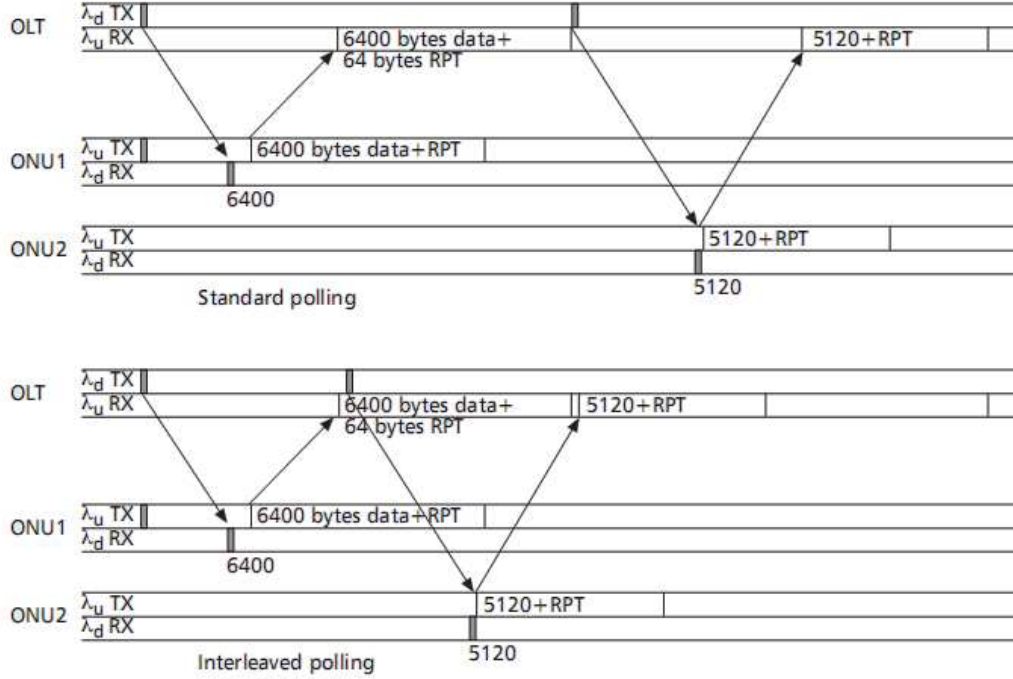 OLT
λd TX
λu RX
6400 bytes data+
64 bytes RPT
5120+RPT
ONU1
λu TX
λd RX
6400 bytes data+RPT
6400
ONU2
λu TX
λd RX
5120+RPT
5120
Standard polling
OLT
λd TX
λu RX
6400 bytes data+
64 bytes RPT
5120+RPT
ONU1
λu TX
λd RX
6400 bytes data+RPT
6400
ONU2
λu TX
λd RX
5120+RPT
5120
Interleaved polling